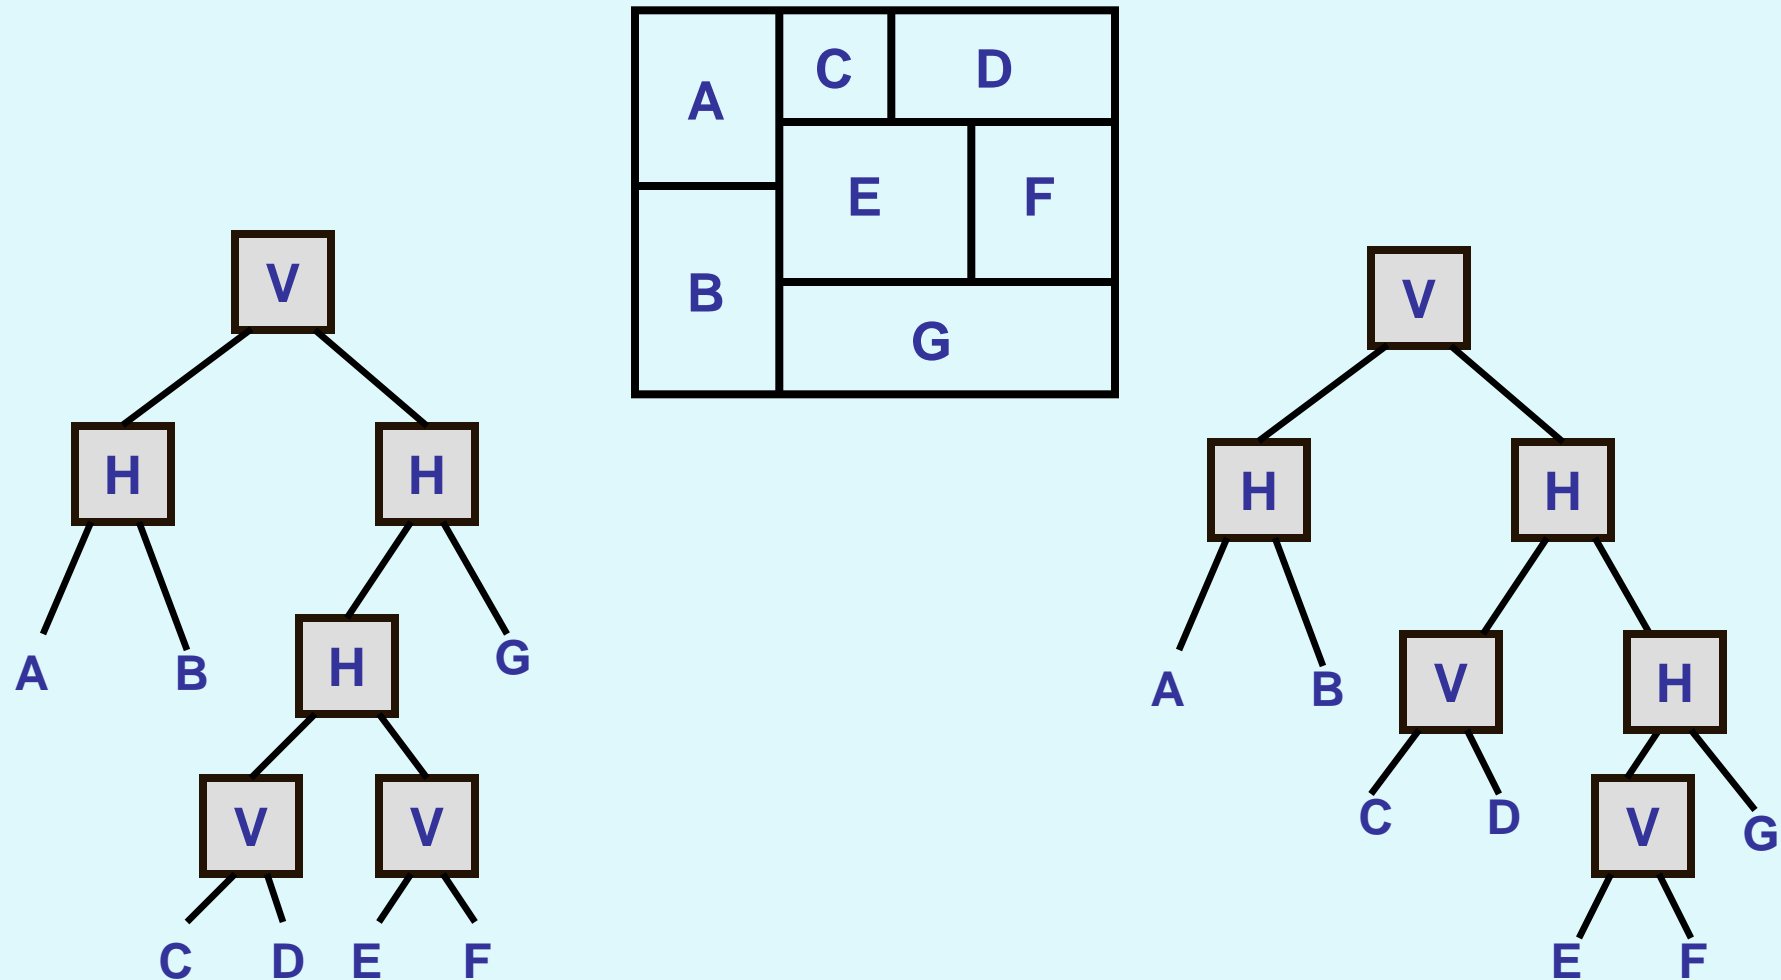 A C D
E F
B
G
V
H H
A B H G
V V
C D E F
V
H H
A B V H
C D V G
E F